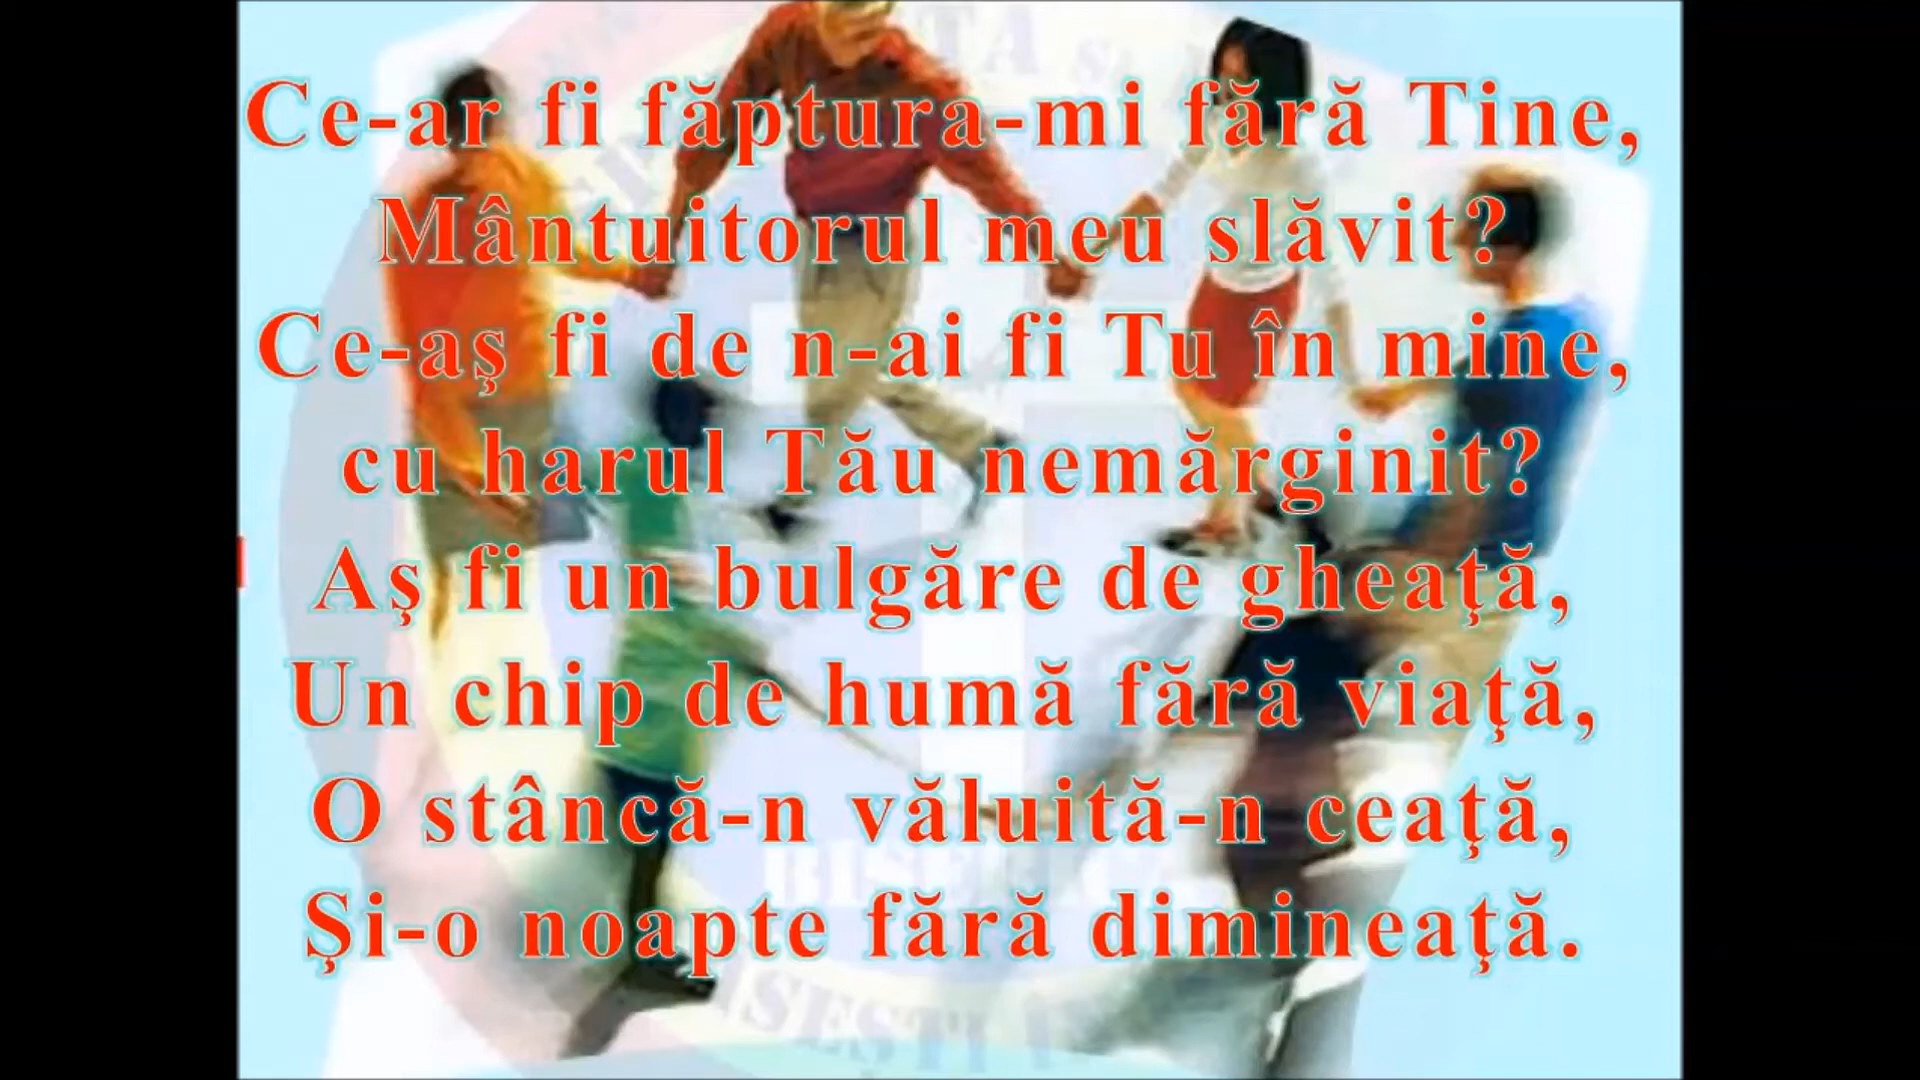 Ce-ar fi făptura-mi fără Tine,
Mântuitorul meu slăvit?
Ce-aş fi de n-ai fi Tu în mine,
cu harul Tău nemărginit?
Aş fi un bulgăre de gheaţă,
Un chip de humă fără viaţă,
O stâncă-n văluită-n ceaţă,
Şi-o noapte fără dimineaţă.